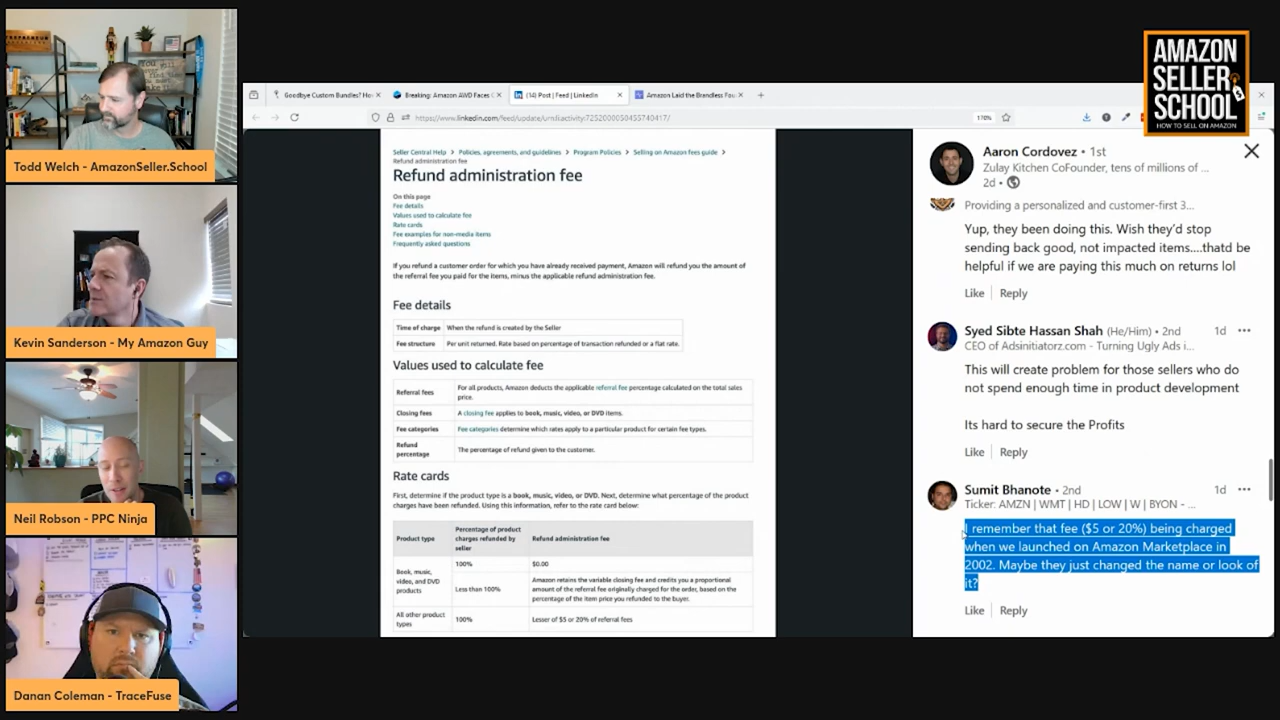 Todd Welch - AmazonSeller.School
Kevin Sanderson - My Amazon Guy
Neil Robson - PPC Ninja
Danan Coleman - TraceFuse
AMAZON
SELLER
SCHOOL
HOW TO SELL ON AMAZON
Goodbye Custom Bundles? Ho
Breaking: Amazon AWD Faces
(14) Post | Feed | LinkedIn
Amazon Laid the Brandless Fou
https://www.linkedin.com/feed/update/urn:li:activity:7252000050455740417/
110%
Seller Central Help > Policies, agreements, and guidelines > Program Policies > Selling on Amazon fees guide >
Refund administration fee
Refund administration fee
On this page
Fee details
Values used to calculate fee
Rate cards
Fee examples for non-media items
Frequently asked questions
If you refund a customer order for which you have already received payment, Amazon will refund you the amount of
the referral fee you paid for the items, minus the applicable refund administration fee.
Fee details
Time of charge When the refund is created by the Seller
Fee structure Per unit returned. Rate based on percentage of transaction refunded or a flat rate.
Values used to calculate fee
Referral fees For all products, Amazon deducts the applicable referral fee percentage calculated on the total sales
price.
Closing fees A closing fee applies to book, music, video, or DVD items.
Fee categories Fee categories determine which rates apply to a particular product for certain fee types.
Refund
percentage The percentage of refund given to the customer.
Rate cards
First, determine if the product type is a book, music, video, or DVD. Next, determine what percentage of the product
charges have been refunded. Using this information, refer to the rate card below:
Product type Percentage of product
charges refunded by
seller Refund administration fee
Book, music,
video, and DVD
products 100% $0.00
Less than 100% Amazon retains the variable closing fee and credits you a proportional
amount of the referral fee originally charged for the order, based on the
percentage of the item price you refunded to the buyer.
All other product
types 100% Lesser of $5 or 20% of referral fees
Aaron Cordovez • 1st
Zulay Kitchen CoFounder, tens of millions of ...
2d •
Providing a personalized and customer-first 3...
Yup, they been doing this. Wish they'd stop
sending back good, not impacted items....thatd be
helpful if we are paying this much on returns lol
Like Reply
Syed Sibte Hassan Shah (He/Him) • 2nd 1d ...
CEO of Adsinitiatorz.com - Turning Ugly Ads i...
This will create problem for those sellers who do
not spend enough time in product development
Its hard to secure the Profits
Like Reply
Sumit Bhanote • 2nd 1d ...
Ticker: AMZN | WMT | HD | LOW | W | BYON - ...
I remember that fee ($5 or 20%) being charged
when we launched on Amazon Marketplace in
2002. Maybe they just changed the name or look of
it?
Like Reply